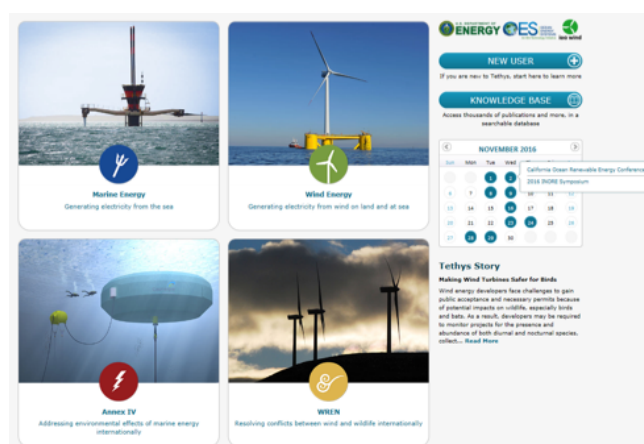 U.S. DEPARTMENT OF
ENERGY
OES
iea wind
NEW USER
If you are new to Tethys, start here to learn more
KNOWLEDGE BASE
Access thousands of publications and more, in a
searchable database
NOVEMBER 2016
Sun Mon Tue Wed
1 2
California Ocean Renewable Energy Conference
2016 INORE Symposium
6 7 8 9
13 14 15 16 17 18 19
20 21 22 23 24 25 26
27 28 29 30
Marine Energy
Generating electricity from the sea
Wind Energy
Generating electricity from wind on land and at sea
Annex IV
Addressing environmental effects of marine energy
internationally
WREN
Resolving conflicts between wind and wildlife internationally
Tethys Story
Making Wind Turbines Safer for Birds
Wind energy developers face challenges to gain
public acceptance and necessary permits because
of potential impacts on wildlife, especially birds
and bats. As a result, developers may be required
to monitor projects for the presence and
abundance of both diurnal and nocturnal species,
collect... Read More